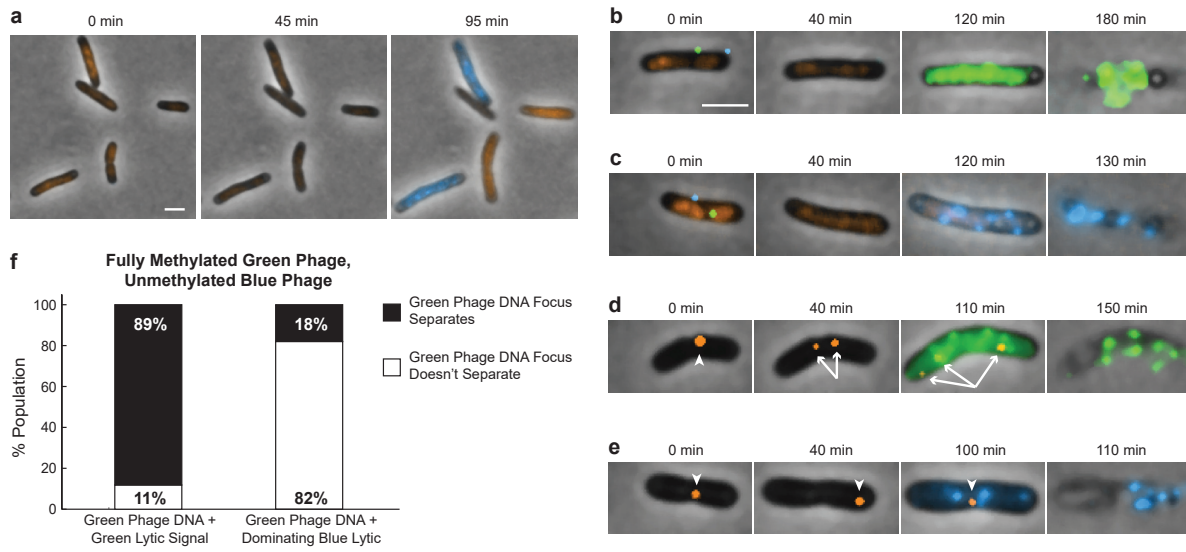 a
0 min 45 min 95 min
b
0 min 40 min 120 min 180 min
c
0 min 40 min 120 min 130 min
f
Fully Methylated Green Phage,
Unmethylated Blue Phage
% Population
100
80
60
40
20
0
89%
11%
18%
82%
Green Phage DNA +
Green Lytic Signal
Green Phage DNA +
Dominating Blue Lytic
Green Phage DNA Focus
Separates
Green Phage DNA Focus
Doesn't Separate
d
0 min 40 min 110 min 150 min
e
0 min 40 min 100 min 110 min